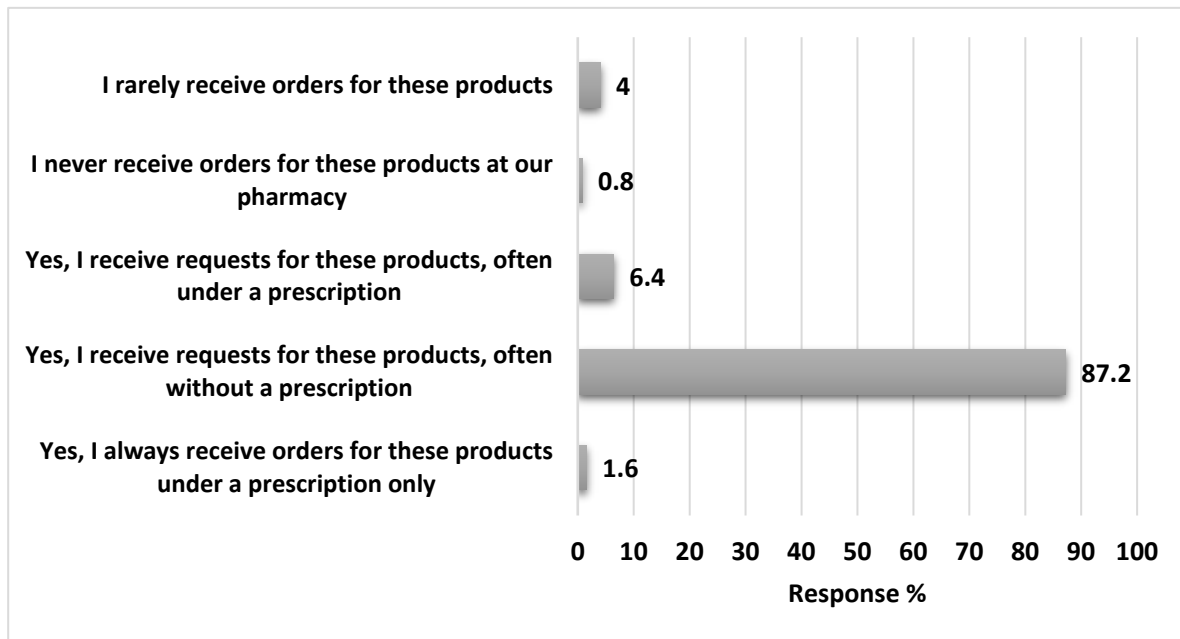 I rarely receive orders for these products
4
I never receive orders for these products at our
pharmacy
0.8
Yes, I receive requests for these products, often
under a prescription
6.4
Yes, I receive requests for these products, often
without a prescription
87.2
Yes, I always receive orders for these products
under a prescription only
1.6
0 10 20 30 40 50 60 70 80 90 100
Response %